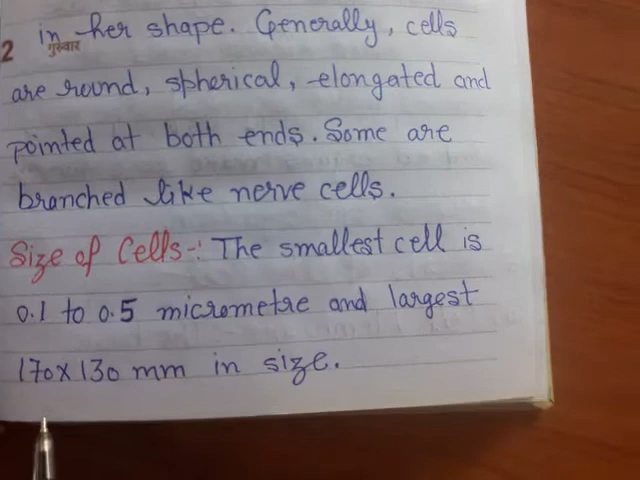 in her shape. Generally, cells
2 गुरुवार
are round, spherical, elongated and
pointed at both ends. Some are
branched like nerve cells.
Size of Cells-: The smallest cell is
0.1 to 0.5 micrometre and largest
170x130 mm in size.